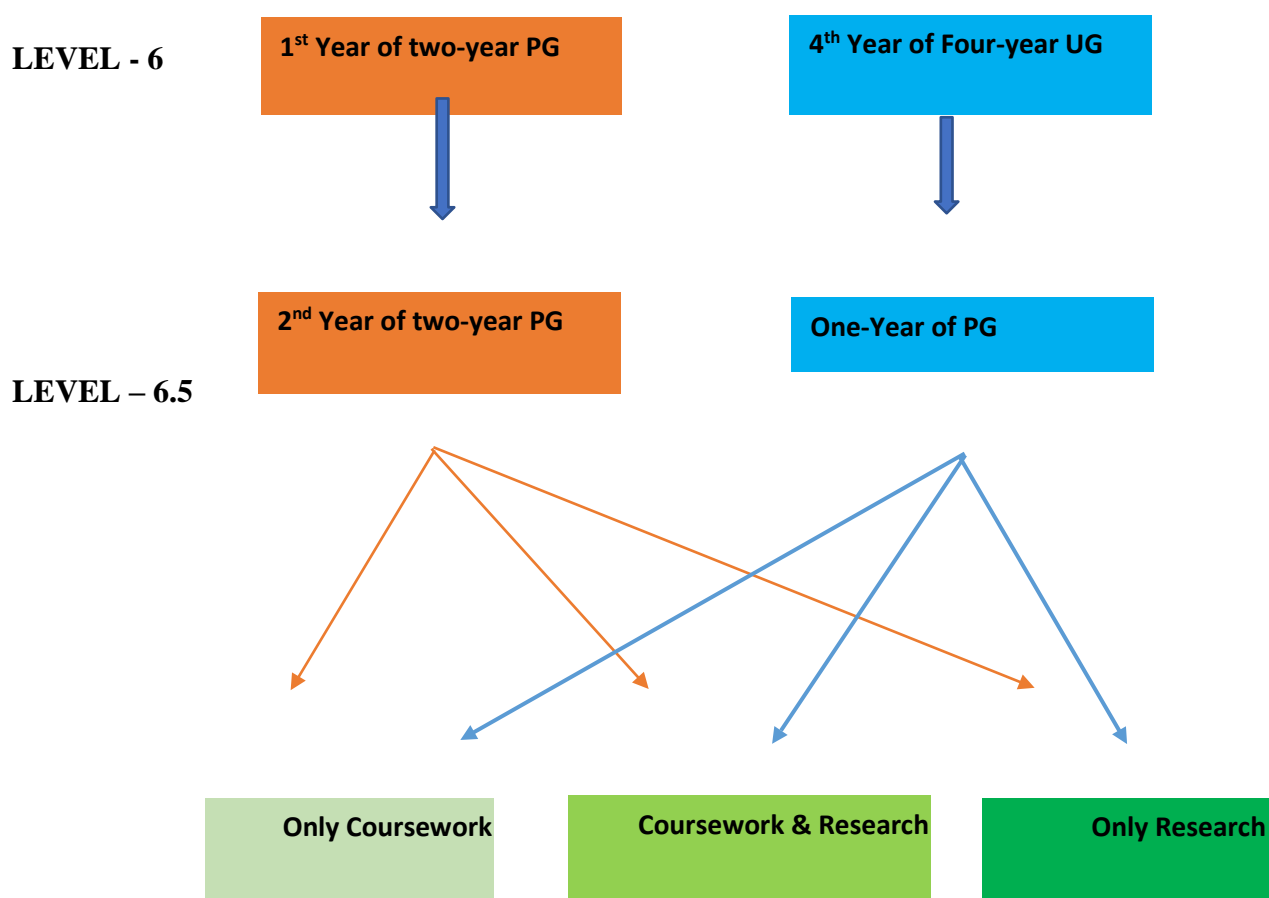 LEVEL - 6
1st Year of two-year PG
4th Year of Four-year UG
2nd Year of two-year PG
One-Year of PG
LEVEL – 6.5
Only Coursework
Coursework & Research
Only Research